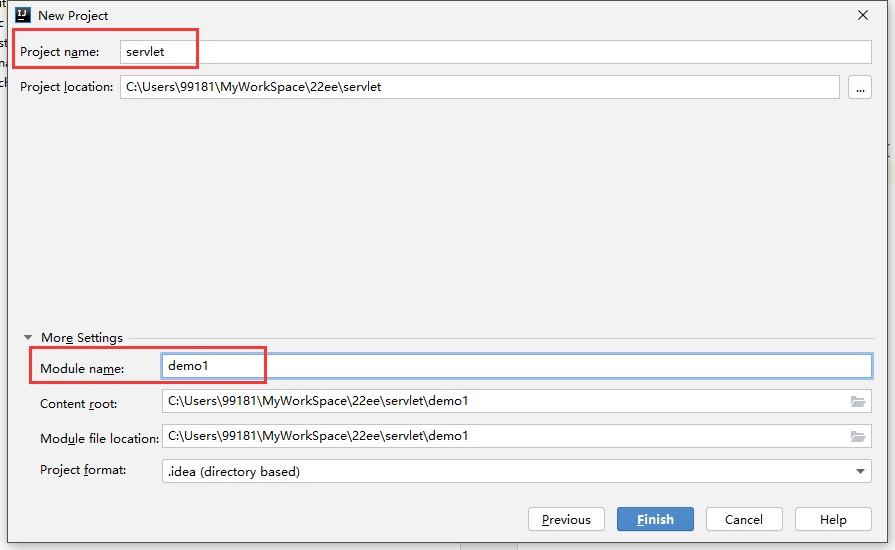 IJ New Project
Project name: servlet
Project location: C:\Users\99181\MyWorkSpace\22ee\servlet ...
More Settings
Module name: demo1
Content root: C:\Users\99181\MyWorkSpace\22ee\servlet\demo1
Module file location: C:\Users\99181\MyWorkSpace\22ee\servlet\demo1
Project format: .idea (directory based)
Previous Finish Cancel Help